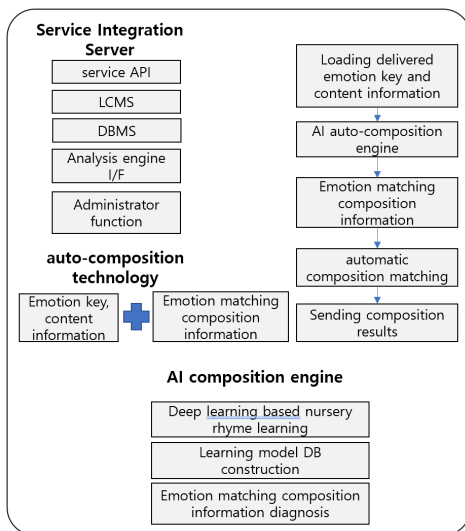 Service Integration
Server
service API
LCMS
DBMS
Analysis engine
I/F
Administrator
function
auto-composition
technology
Emotion key,
content
information
Emotion matching
composition
information
Loading delivered
emotion key and
content information
AI auto-composition
engine
Emotion matching
composition
information
automatic
composition matching
Sending composition
results
AI composition engine
Deep learning based nursery
rhyme learning
Learning model DB
construction
Emotion matching composition
information diagnosis